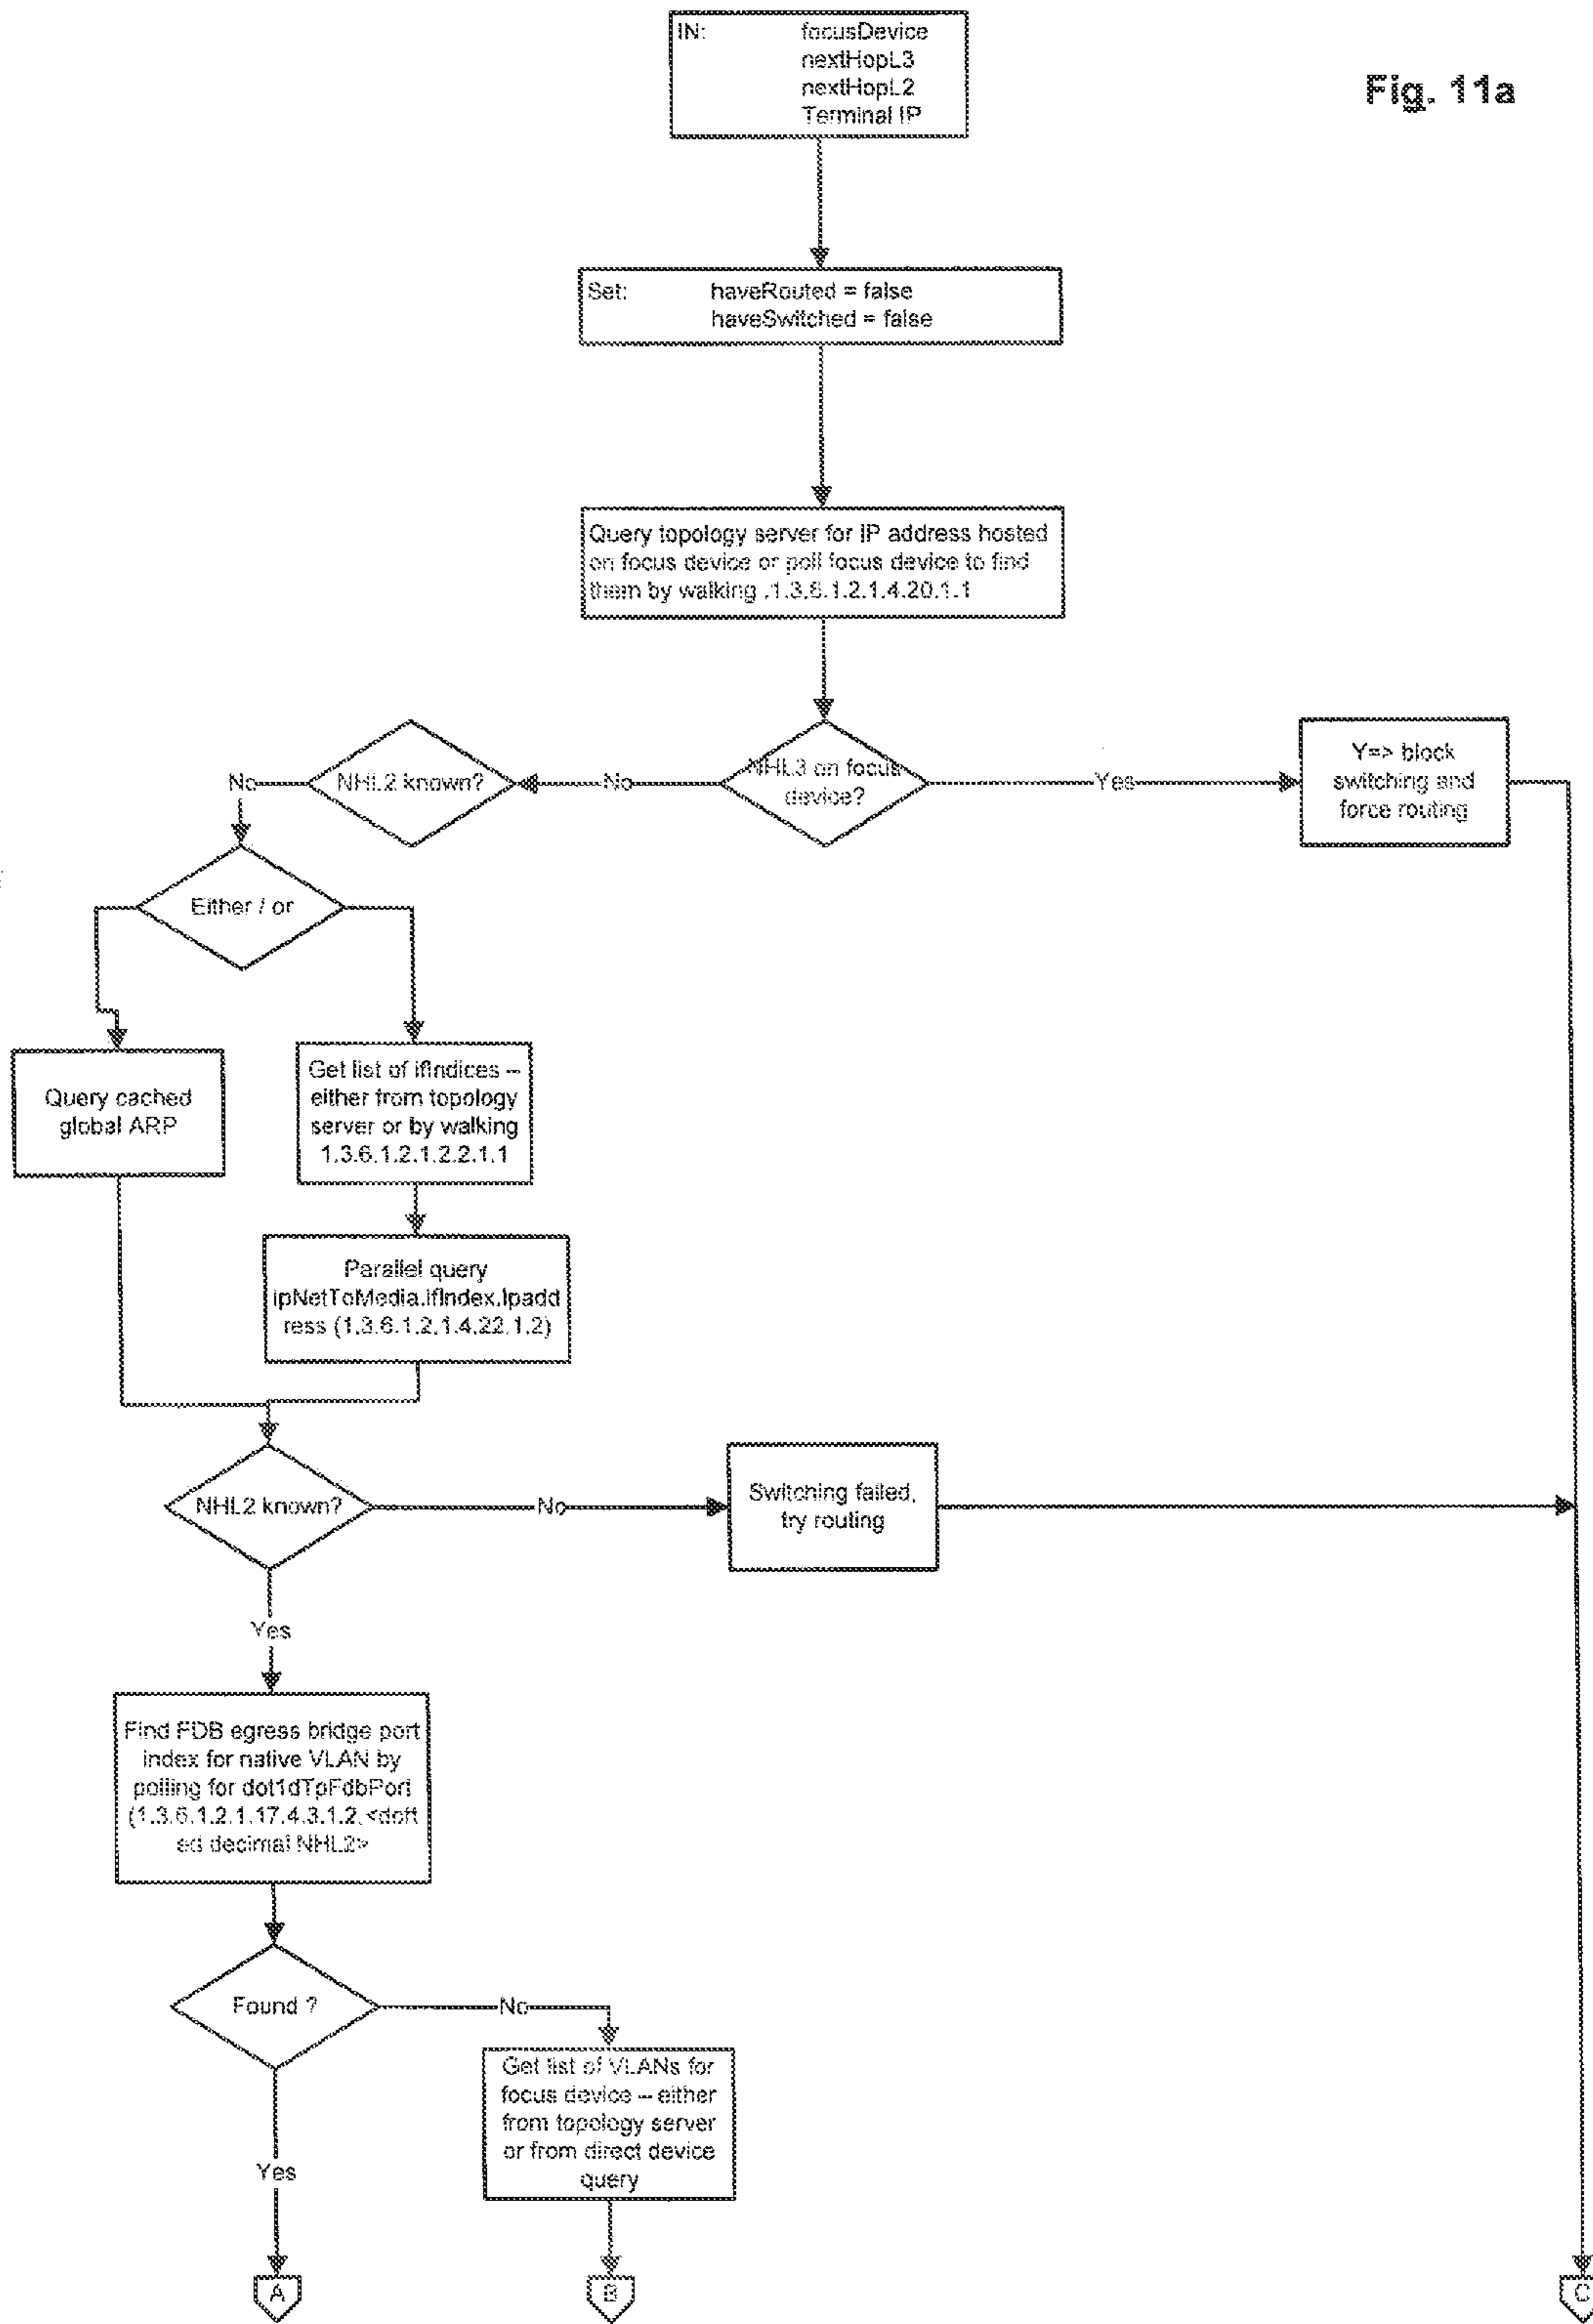 Fig. 11a
IN: focusDevice
nextHopL3
nextHopL2
Terminal IP
Set: haveRouted = false
haveSwitched = false
Query topology server for IP address hosted
on focus device or poll focus device to find
them by walking .1.3.6.1.2.1.4.20.1.1
NHL3 on focus
device?
No
Yes
NHL2 known?
No
Y=> block
switching and
force routing
Either / or
Query cached
global ARP
Get list of ifIndices –
either from topology
server or by walking
1.3.6.1.2.1.2.2.1.1
Parallel query
ipNetToMedia.ifIndex.Ipadd
ress (1.3.6.1.2.1.4.22.1.2)
NHL2 known?
No
Switching failed,
try routing
Yes
Find FDB egress bridge port
index for native VLAN by
polling for dot1dTpFdbPort
(1.3.6.1.2.1.17.4.3.1.2.<dott
ed decimal NHL2>
Found ?
No
Get list of VLANs for
focus device – either
from topology server
or from direct device
query
Yes
A
B
C